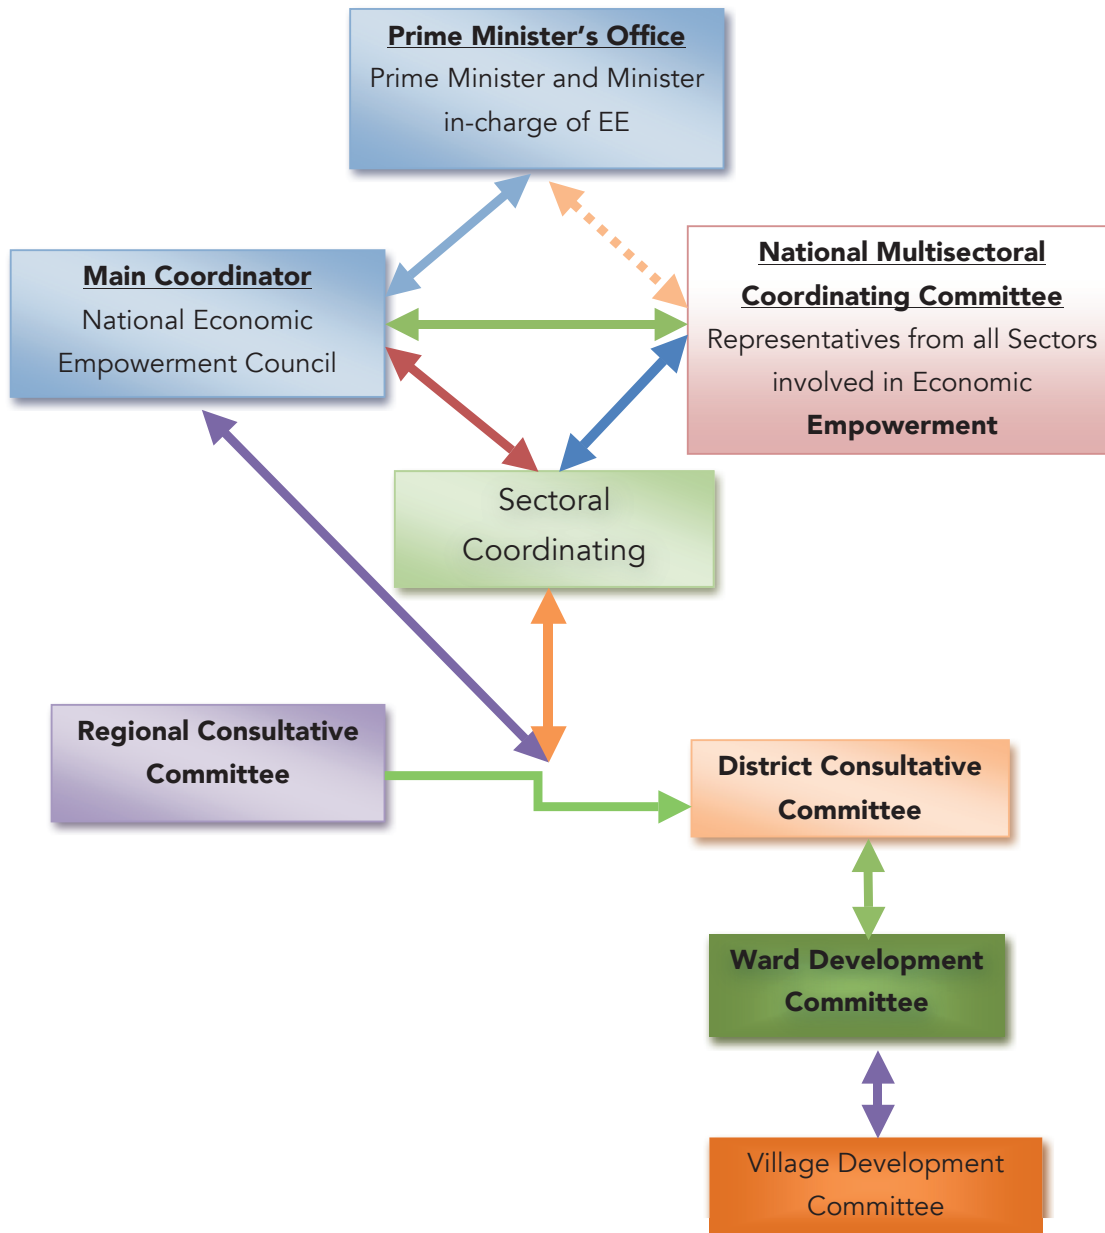 Prime Minister’s Office
Prime Minister and Minister
in-charge of EE
Main Coordinator
National Economic
Empowerment Council
National Multisectoral
Coordinating Committee
Representatives from all Sectors
involved in Economic
Empowerment
Sectoral
Coordinating
Regional Consultative
Committee
District Consultative
Committee
Ward Development
Committee
Village Development
Committee